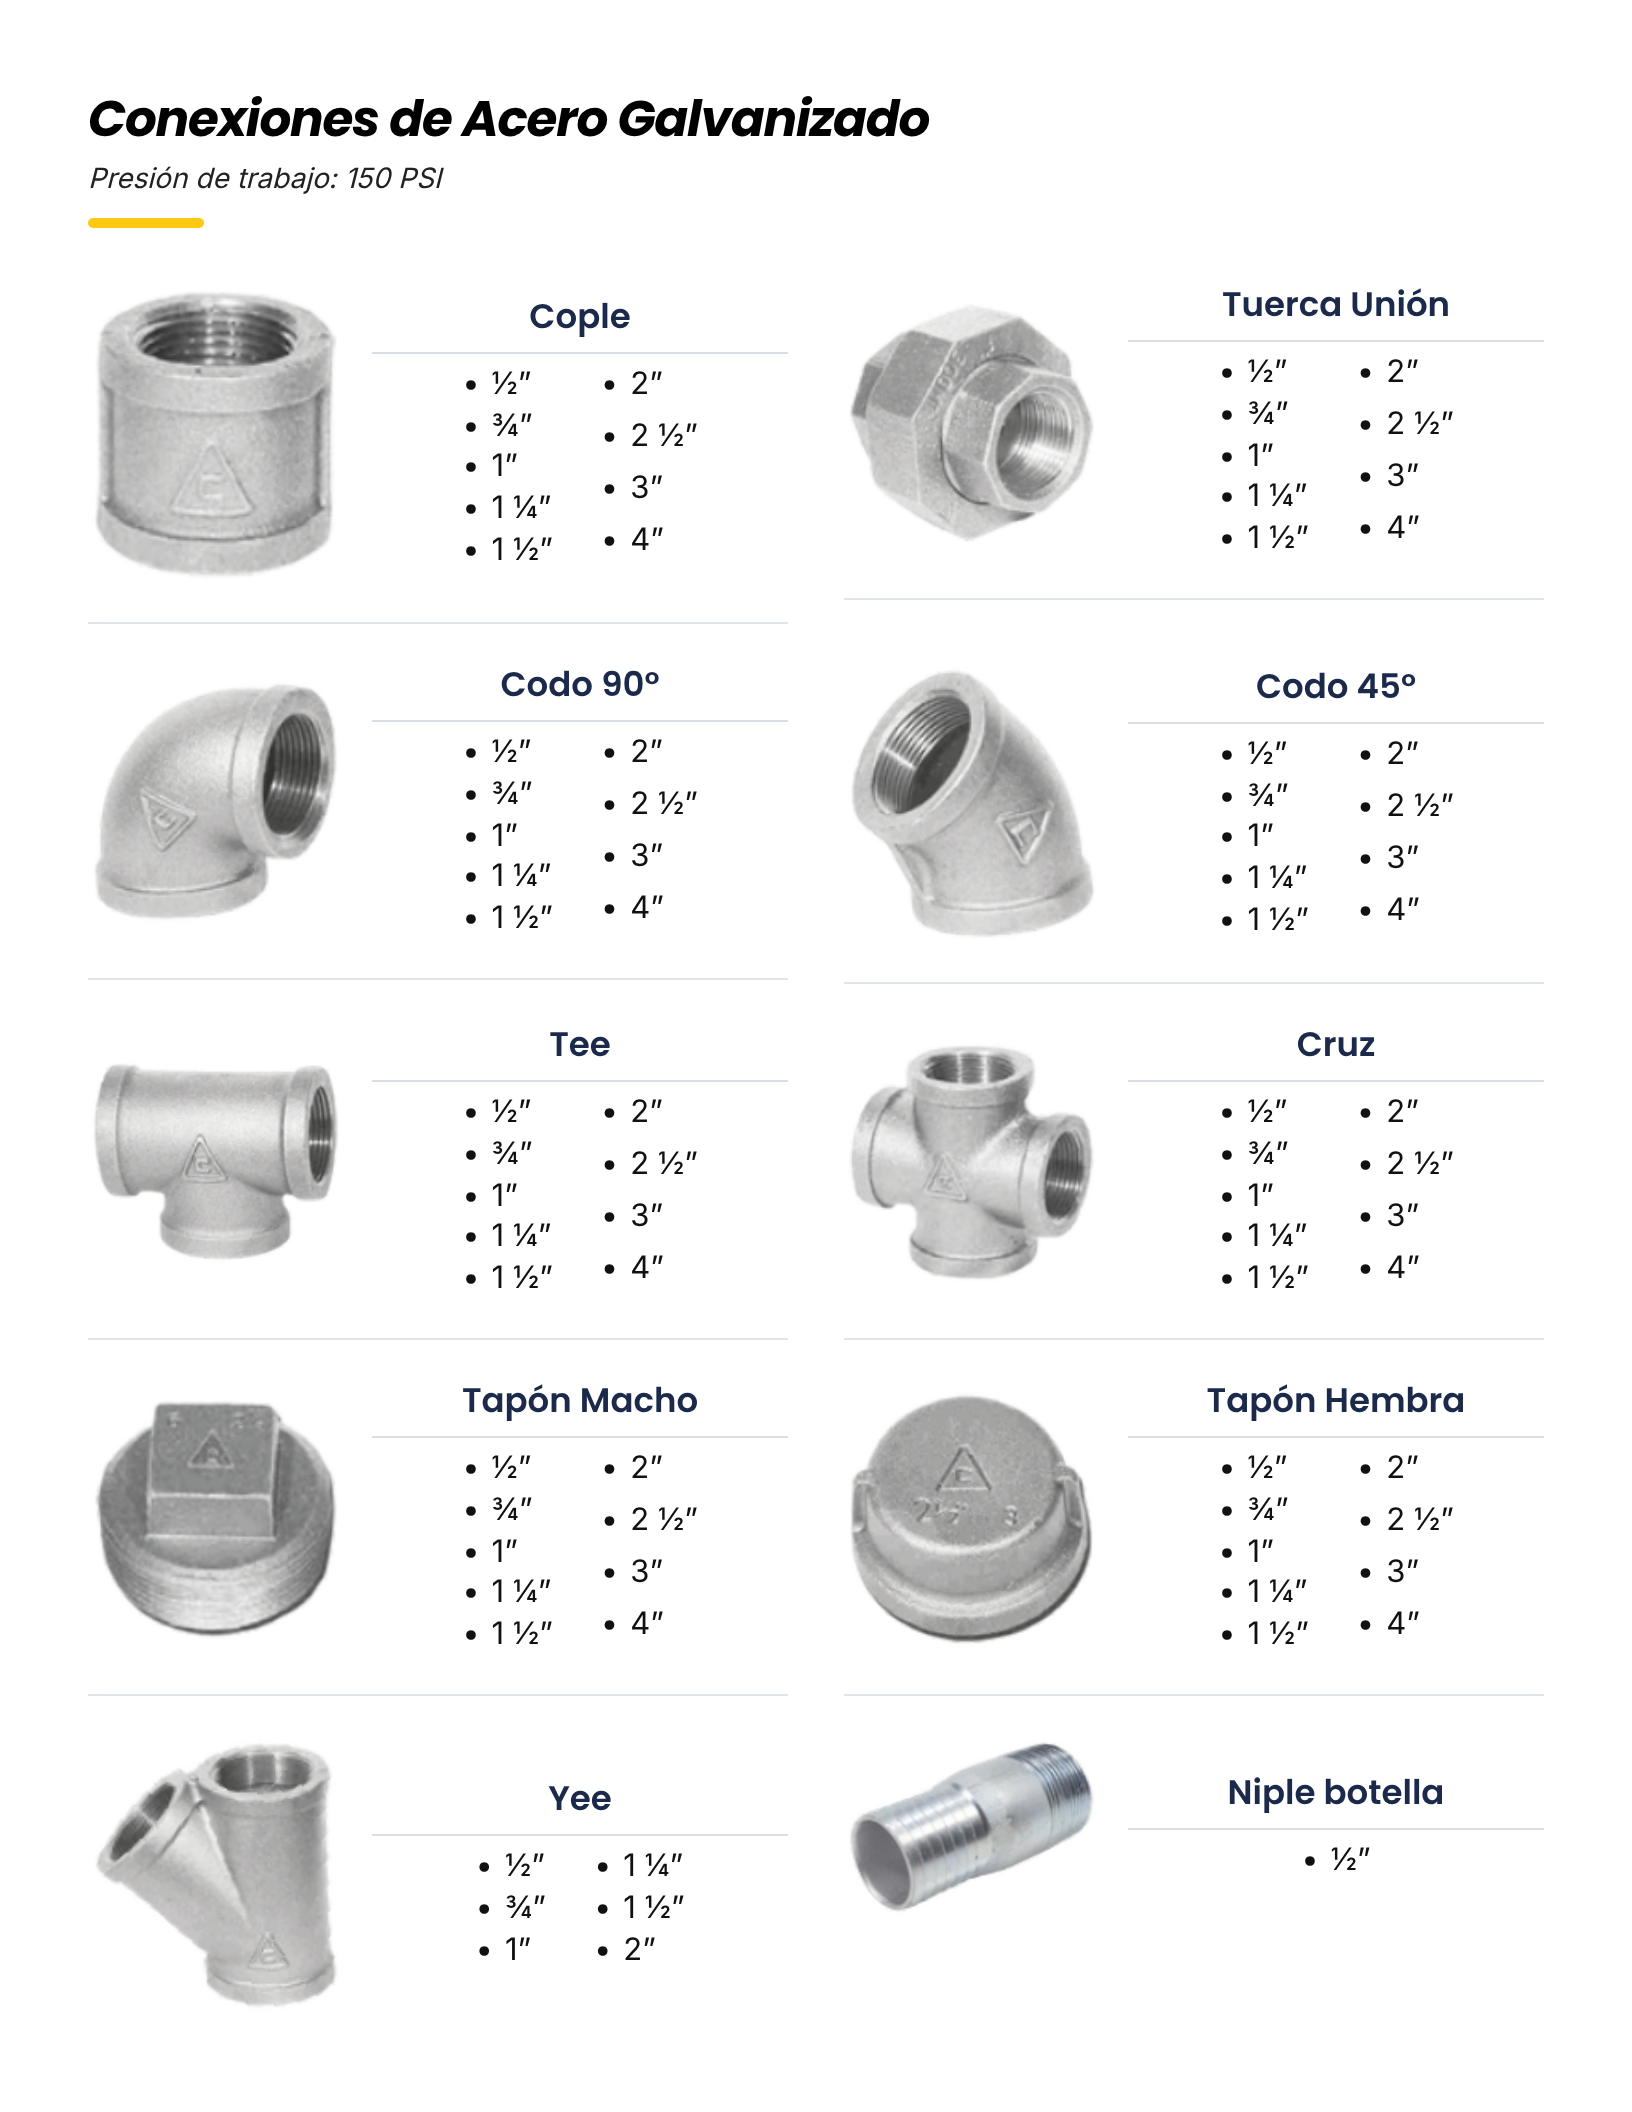 Conexiones de Acero Galvanizado
Presión de trabajo: 150 PSI
Cople
• ½”
• ¾”
• 1”
• 1 ¼”
• 1 ½”
• 2”
• 2 ½”
• 3”
• 4”
Tuerca Unión
• ½”
• ¾”
• 1”
• 1 ¼”
• 1 ½”
• 2”
• 2 ½”
• 3”
• 4”
Codo 90°
• ½”
• ¾”
• 1”
• 1 ¼”
• 1 ½”
• 2”
• 2 ½”
• 3”
• 4”
Codo 45°
• ½”
• ¾”
• 1”
• 1 ¼”
• 1 ½”
• 2”
• 2 ½”
• 3”
• 4”
Tee
• ½”
• ¾”
• 1”
• 1 ¼”
• 1 ½”
• 2”
• 2 ½”
• 3”
• 4”
Cruz
• ½”
• ¾”
• 1”
• 1 ¼”
• 1 ½”
• 2”
• 2 ½”
• 3”
• 4”
Tapón Macho
• ½”
• ¾”
• 1”
• 1 ¼”
• 1 ½”
• 2”
• 2 ½”
• 3”
• 4”
Tapón Hembra
• ½”
• ¾”
• 1”
• 1 ¼”
• 1 ½”
• 2”
• 2 ½”
• 3”
• 4”
Yee
• ½”
• ¾”
• 1”
• 1 ¼”
• 1 ½”
• 2”
Niple botella
• ½”